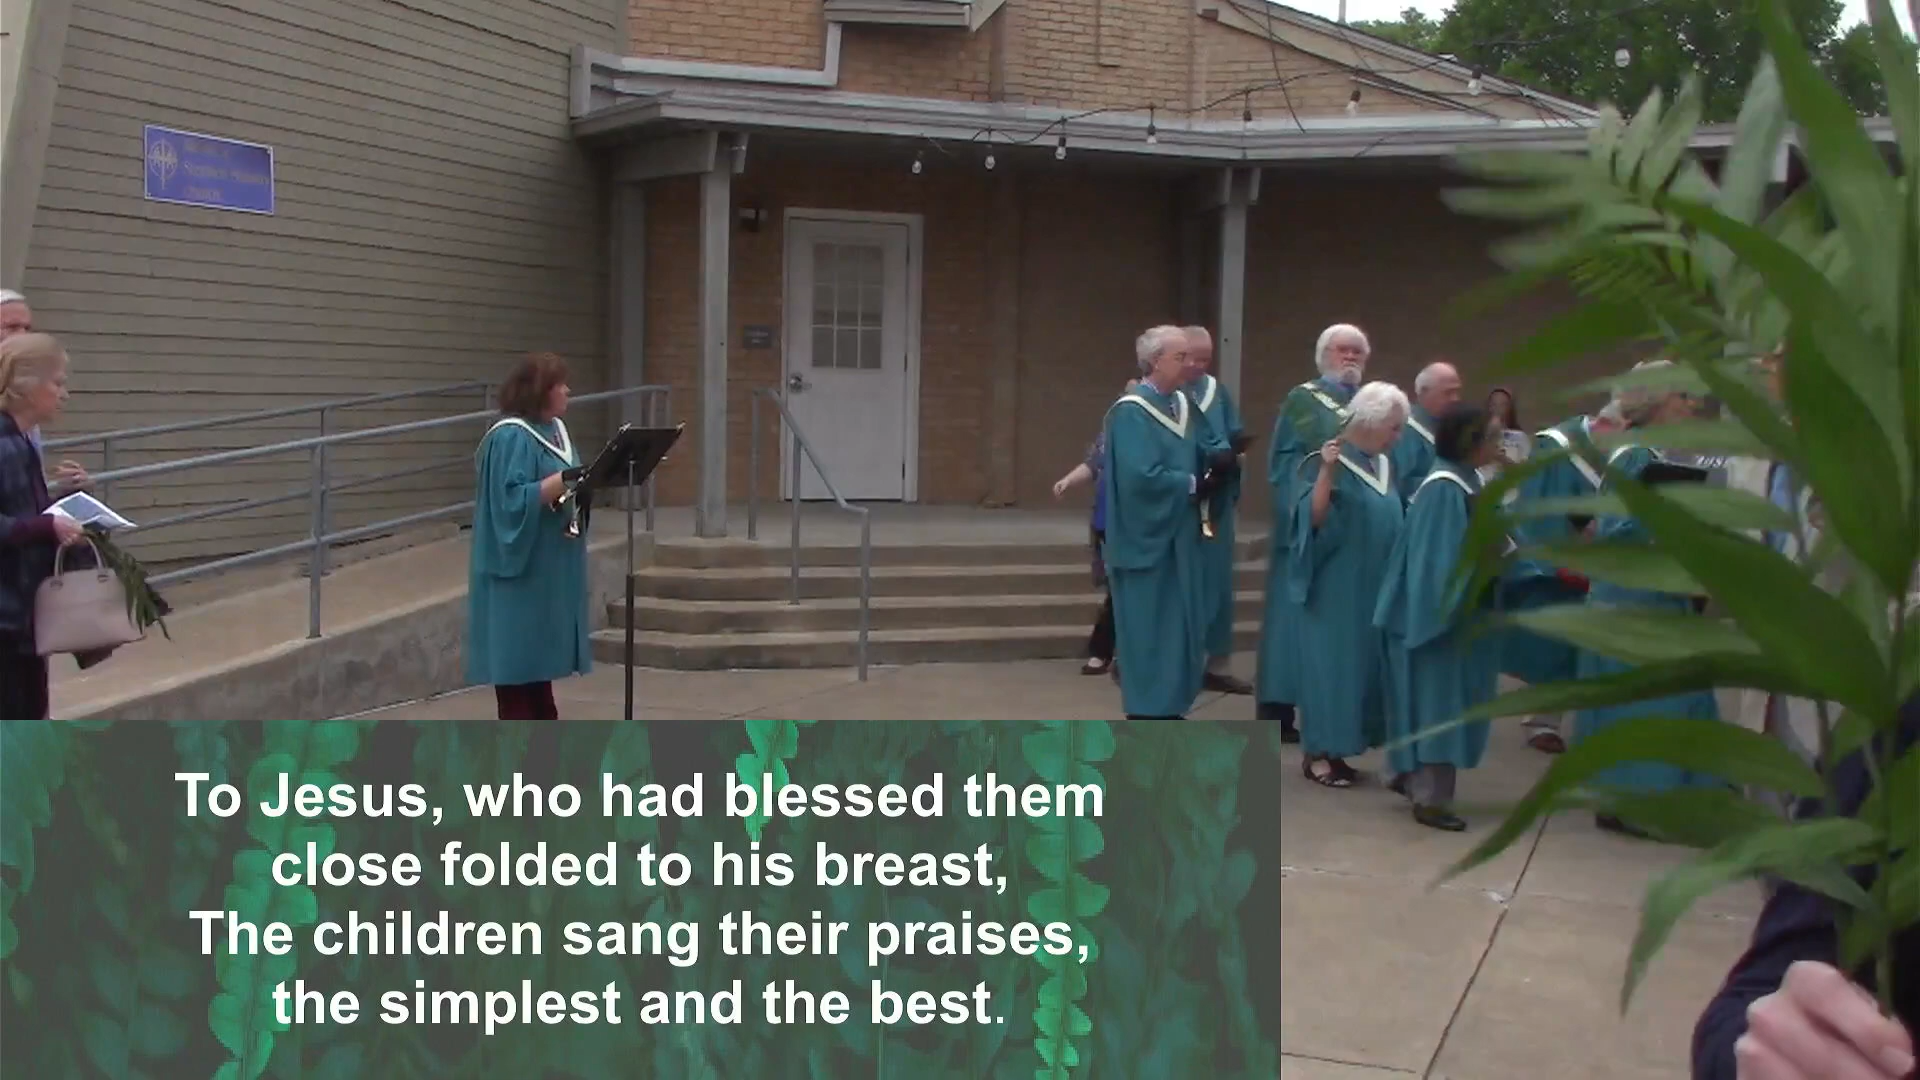 To Jesus, who had blessed them
close folded to his breast,
The children sang their praises,
the simplest and the best.